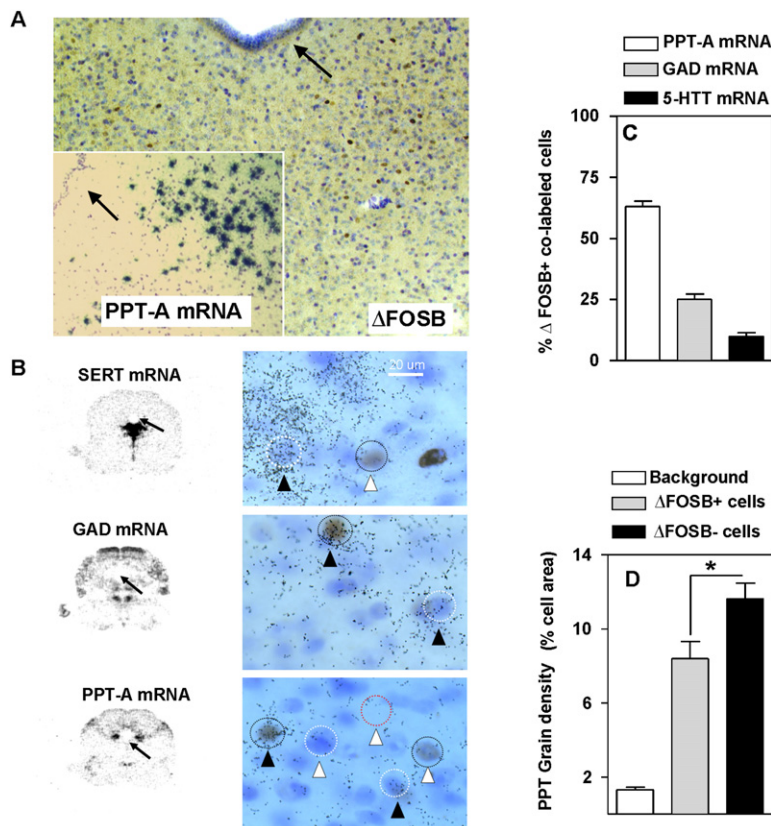 A
PPT-A mRNA
ΔFOSB
B
SERT mRNA
20 um
GAD mRNA
PPT-A mRNA
PPT-A mRNA
GAD mRNA
5-HTT mRNA
C
100
75
50
25
0
% Δ FOSB+ co-labeled cells
Background
ΔFOSB+ cells
ΔFOSB- cells
D
*
14
12
9
6
2
PPT Grain density (% cell area)